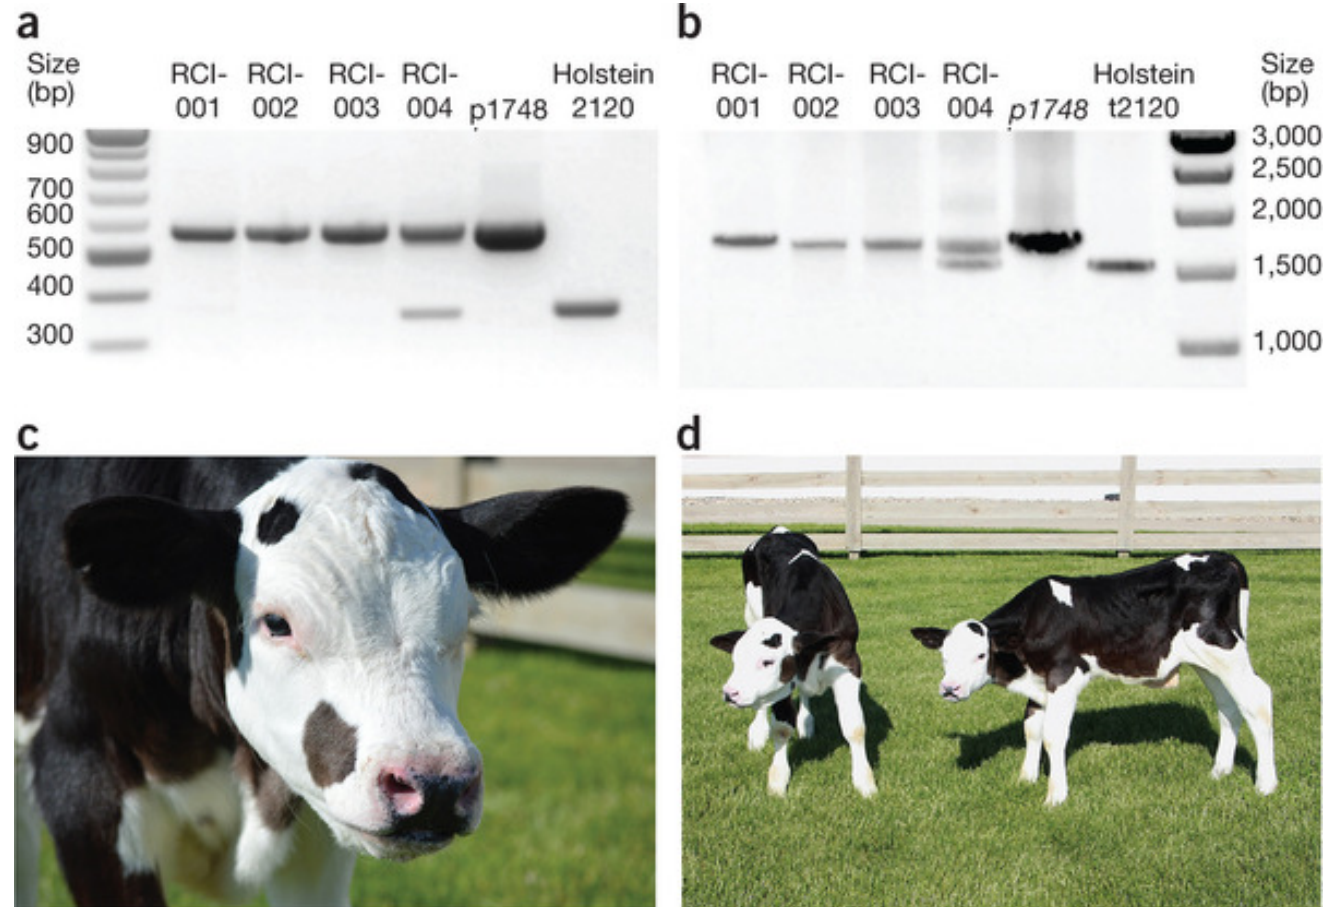 a
Size
(bp)
RCI-
001
RCI-
002
RCI-
003
RCI-
004
p1748
Holstein
2120
900
700
600
500
400
300
b
RCI-
001
RCI-
002
RCI-
003
RCI-
004
p1748
Holstein
t2120
Size
(bp)
3,000
2,500
2,000
1,500
1,000
c
d